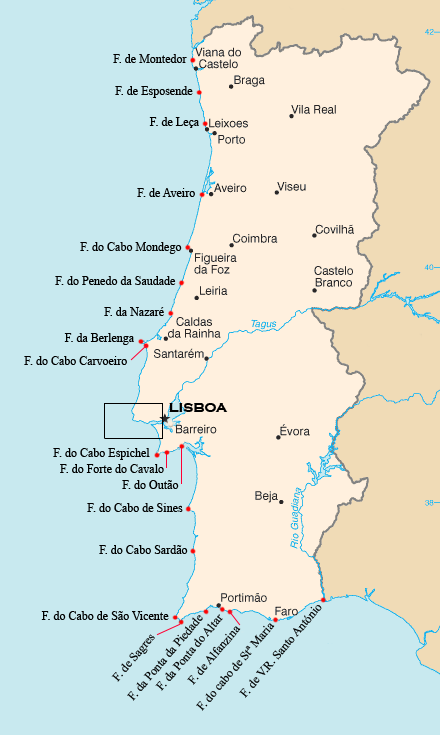 42
F. de Montedor
Viana do
Castelo
Braga
F. de Esposende
Vila Real
F. de Leça
Leixoes
Porto
F. de Aveiro
Aveiro
Viseu
Covilhã
Coimbra
F. do Cabo Mondego
Figueira
da Foz
40
Castelo
Branco
F. do Penedo da Saudade
Leiria
F. da Nazaré
Caldas
da Rainha
Tagus
F. da Berlenga
F. do Cabo Carvoeiro
Santarém
LISBOA
Barreiro
Évora
F. do Cabo Espichel
F. do Forte do Cavalo
F. do Outão
Beja
Rio Guadiana
38
F. do Cabo de Sines
F. do Cabo Sardão
Portimão
Faro
F. do Cabo de São Vicente
F. de Sagres
F. da Ponta da Piedade
F. da Ponta do Altar
F. de Alfanzina
F. do cabo de Stª Maria
F. de V.R. Santo António